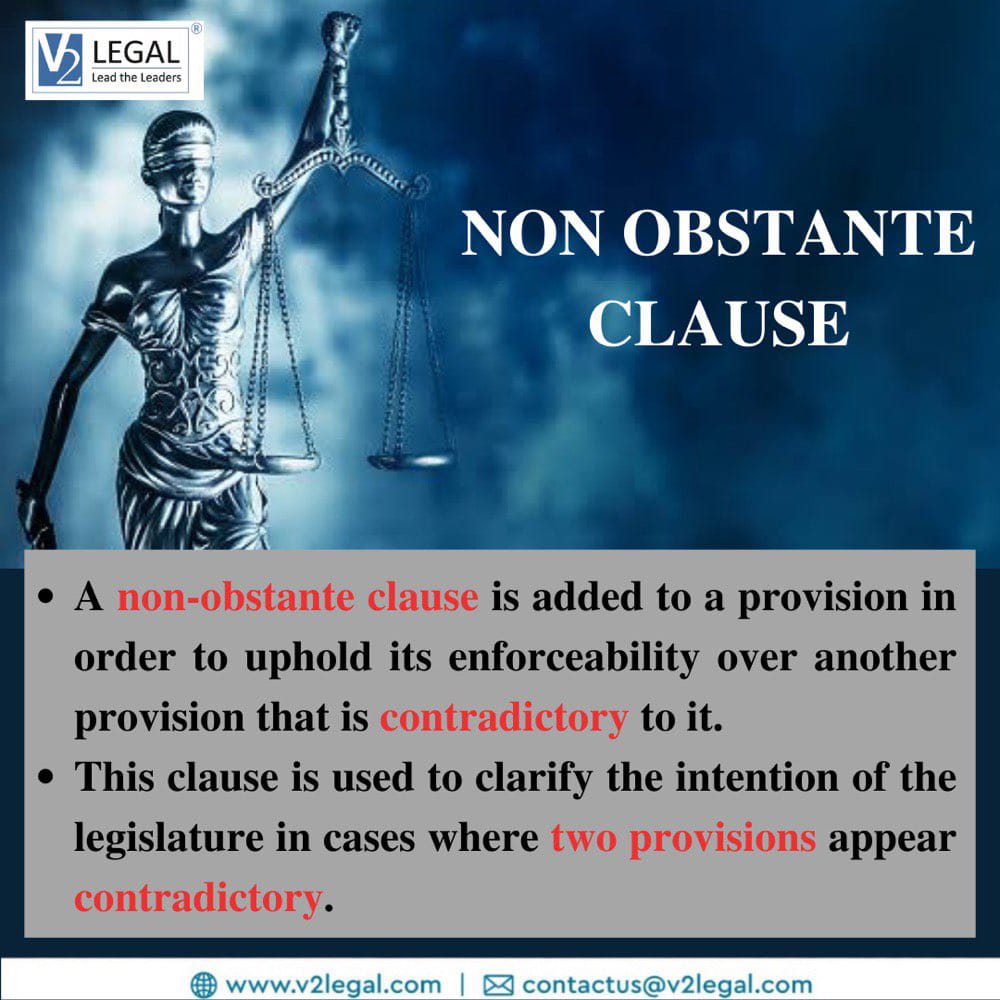 V2 LEGAL®
Lead the Leaders
NON OBSTANTE
CLAUSE
• A non-obstante clause is added to a provision in
order to uphold its enforceability over another
provision that is contradictory to it.
• This clause is used to clarify the intention of the
legislature in cases where two provisions appear
contradictory.
www.v2legal.com | contactus@v2legal.com